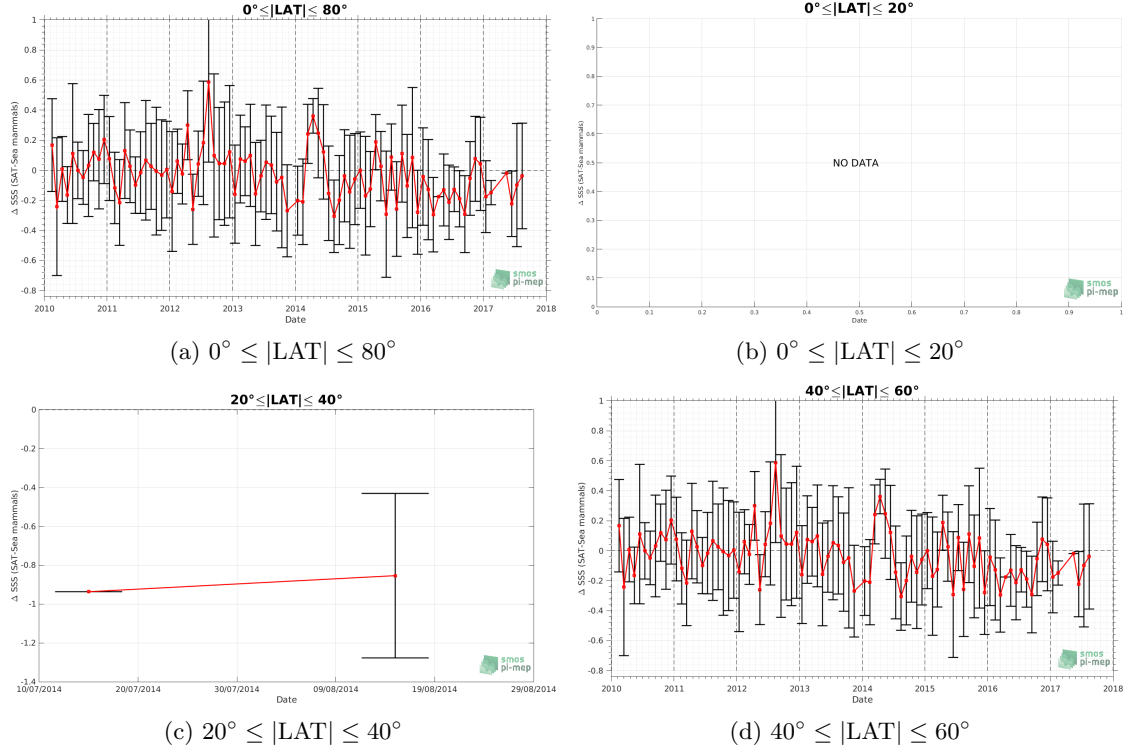 0°≤|LAT|≤ 80°
Δ SSS (SAT-Sea mammals)
1
0.8
0.6
0.4
0.2
0
-0.2
-0.4
-0.6
-0.8
2010 2011 2012 2013 2014 2015 2016 2017 2018
Date
smos
pi-mep
(a) 0° ≤ |LAT| ≤ 80°
0°≤|LAT|≤ 20°
Δ SSS (SAT-Sea mammals)
1
0.9
0.8
0.7
0.6
0.5
0.4
0.3
0.2
0.1
0
NO DATA
0 0.1 0.2 0.3 0.4 0.5 0.6 0.7 0.8 0.9 1
Date
smos
pi-mep
(b) 0° ≤ |LAT| ≤ 20°
20°≤|LAT|≤ 40°
Δ SSS (SAT-Sea mammals)
0
-0.2
-0.4
-0.6
-0.8
-1
-1.2
-1.4
10/07/2014 20/07/2014 30/07/2014 09/08/2014 19/08/2014 29/08/2014
Date
smos
pi-mep
(c) 20° ≤ |LAT| ≤ 40°
40°≤|LAT|≤ 60°
Δ SSS (SAT-Sea mammals)
1
0.8
0.6
0.4
0.2
0
-0.2
-0.4
-0.6
-0.8
2010 2011 2012 2013 2014 2015 2016 2017 2018
Date
smos
pi-mep
(d) 40° ≤ |LAT| ≤ 60°